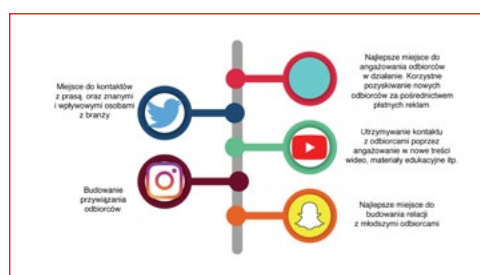 Najlepsze miejsce do
angażowania odbiorców
w działanie. Korzystne
pozyskiwanie nowych
odbiorców za pośrednictwem
płatnych reklam
Miejsce do kontaktów
z prasą oraz znanymi
i wpływowymi osobami
z branży
Utrzymywanie kontaktu
z odbiorcami poprzez
angażowanie w nowe treści
wideo, materiały edukacyjne itp.
Budowanie
przywiązania
odbiorców
Najlepsze miejsce do
budowania relacji
z młodszymi odbiorcami